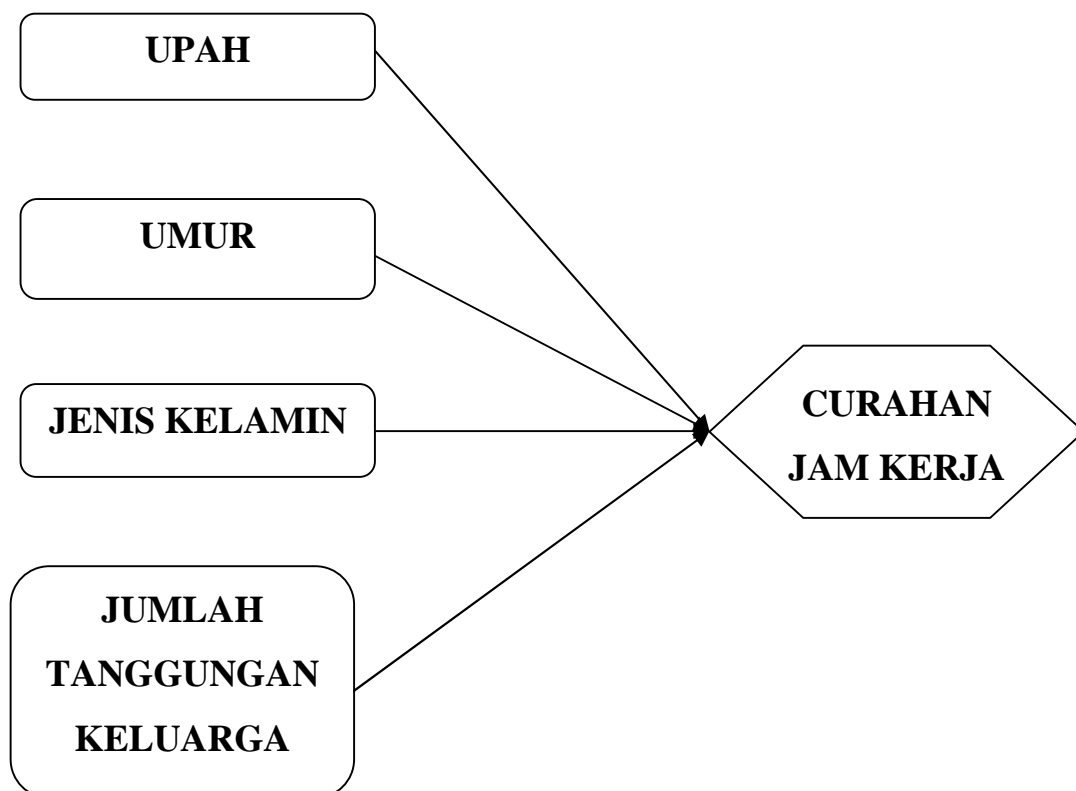 UPAH
UMUR
JENIS KELAMIN
CURAHAN
JAM KERJA
JUMLAH
TANGGUNGAN
KELUARGA